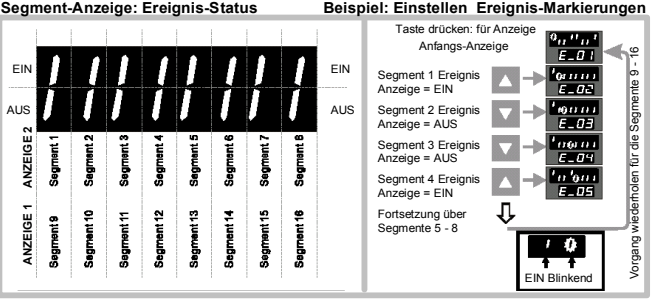 Segment-Anzeige: Ereignis-Status
EIN
EIN
AUS
AUS
ANZEIGE 2
Segment 1
Segment 2
Segment 3
Segment 4
Segment 5
Segment 6
Segment 7
Segment 8
ANZEIGE 1
Segment 9
Segment 10
Segment 11
Segment 12
Segment 13
Segment 14
Segment 15
Segment 16
Beispiel: Einstellen Ereignis-Markierungen
Taste drücken: für Anzeige
Anfangs-Anzeige
E_01
Segment 1 Ereignis
Anzeige = EIN
E_02
Segment 2 Ereignis
Anzeige = AUS
E_03
Segment 3 Ereignis
Anzeige = AUS
E_04
Segment 4 Ereignis
Anzeige = EIN
E_05
Fortsetzung über
Segmente 5 - 8
EIN Blinkend
Vorgang wiederholen für die Segmente 9 - 16